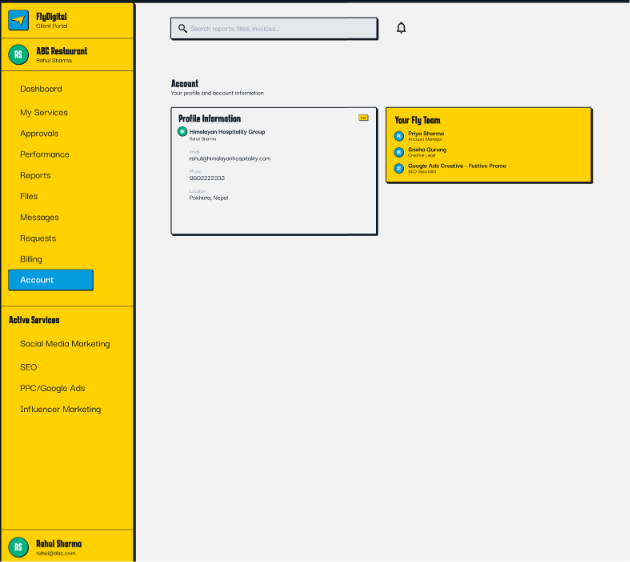 FlyDigital
Client Portal
RS
ABC Restaurant
Rahul Sharma
Dashboard
My Services
Approvals
Performance
Reports
Files
Messages
Requests
Billing
Account
Active Services
Social Media Marketing
SEO
PPC/Google Ads
Influencer Marketing
RS
Rahul Sharma
rahul@abc.com
Search reports, files, invoices...
Account
Your profile and account information
Profile Information
Himalayan Hospitality Group
Rahul Sharma
Email
rahul@himalayanhospitality.com
Phone
9802222333
Location
Pokhara, Nepal
Your Fly Team
Priya Sharma
Account Manager
Sneha Gurung
Creative Lead
Google Ads Creative - Festive Promo
SEO Specialist